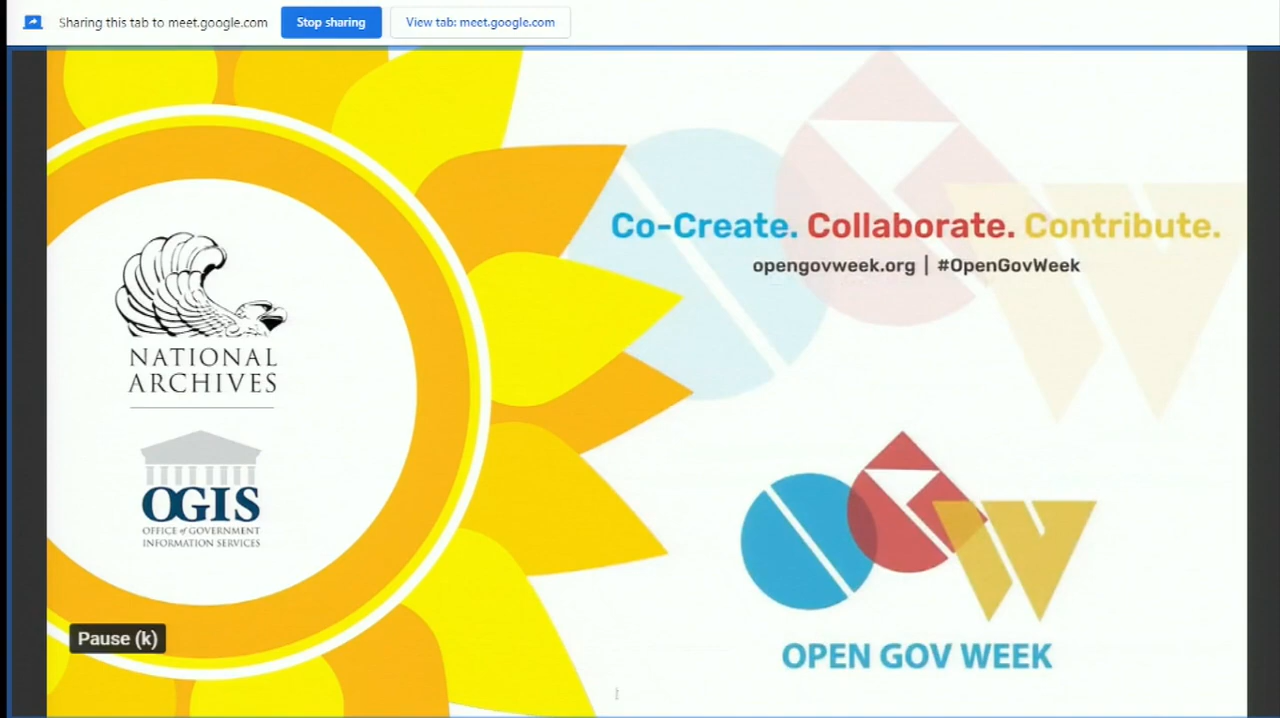 Sharing this tab to meet.google.com
Stop sharing
View tab: meet.google.com
Co-Create. Collaborate. Contribute.
opengovweek.org | #OpenGovWeek
NATIONAL
ARCHIVES
OGIS
OFFICE of GOVERNMENT
INFORMATION SERVICES
Pause (k)
OPEN GOV WEEK